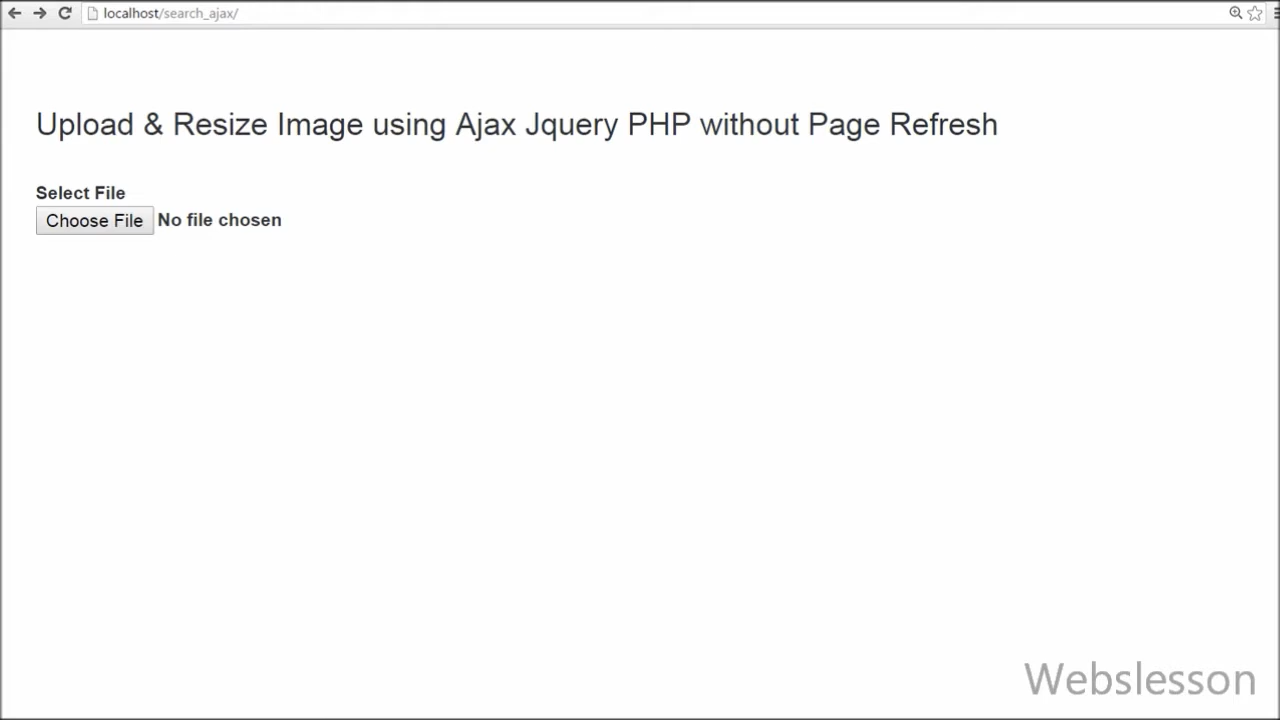 localhost/search_ajax/
Upload & Resize Image using Ajax Jquery PHP without Page Refresh
Select File
Choose File No file chosen
Webslesson